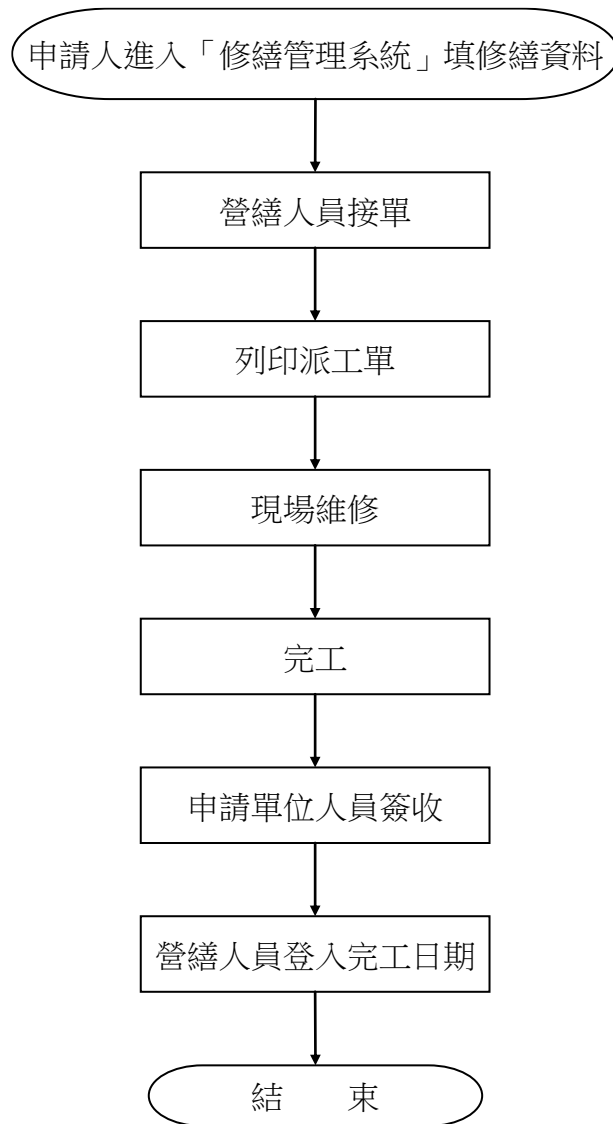 申請人進入「修繕管理系統」填修繕資料
營繕人員接單
列印派工單
現場維修
完工
申請單位人員簽收
營繕人員登入完工日期
結　　束